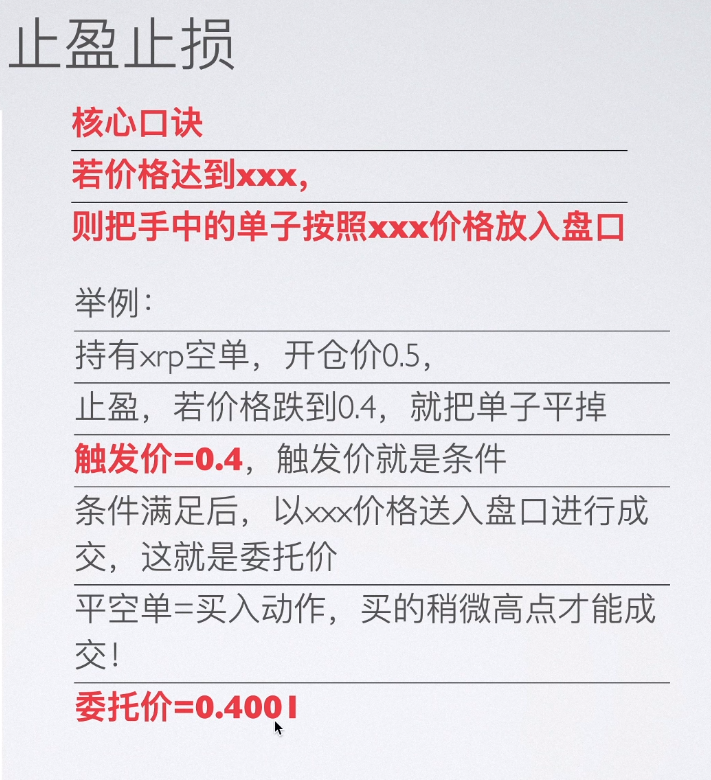 止盈止损
核心口诀
若价格达到xxx，
则把手中的单子按照xxx价格放入盘口
举例：
持有xrp空单，开仓价0.5，
止盈，若价格跌到0.4，就把单子平掉
触发价=0.4，触发价就是条件
条件满足后，以xxx价格送入盘口进行成
交，这就是委托价
平空单=买入动作，买的稍微高点才能成
交！
委托价=0.4001